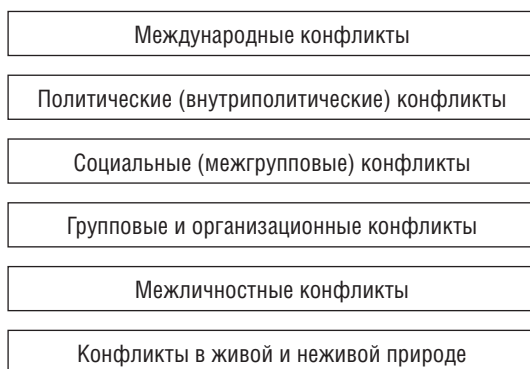 Международные конфликты
Политические (внутриполитические) конфликты
Социальные (межгрупповые) конфликты
Групповые и организационные конфликты
Межличностные конфликты
Конфликты в живой и неживой природе